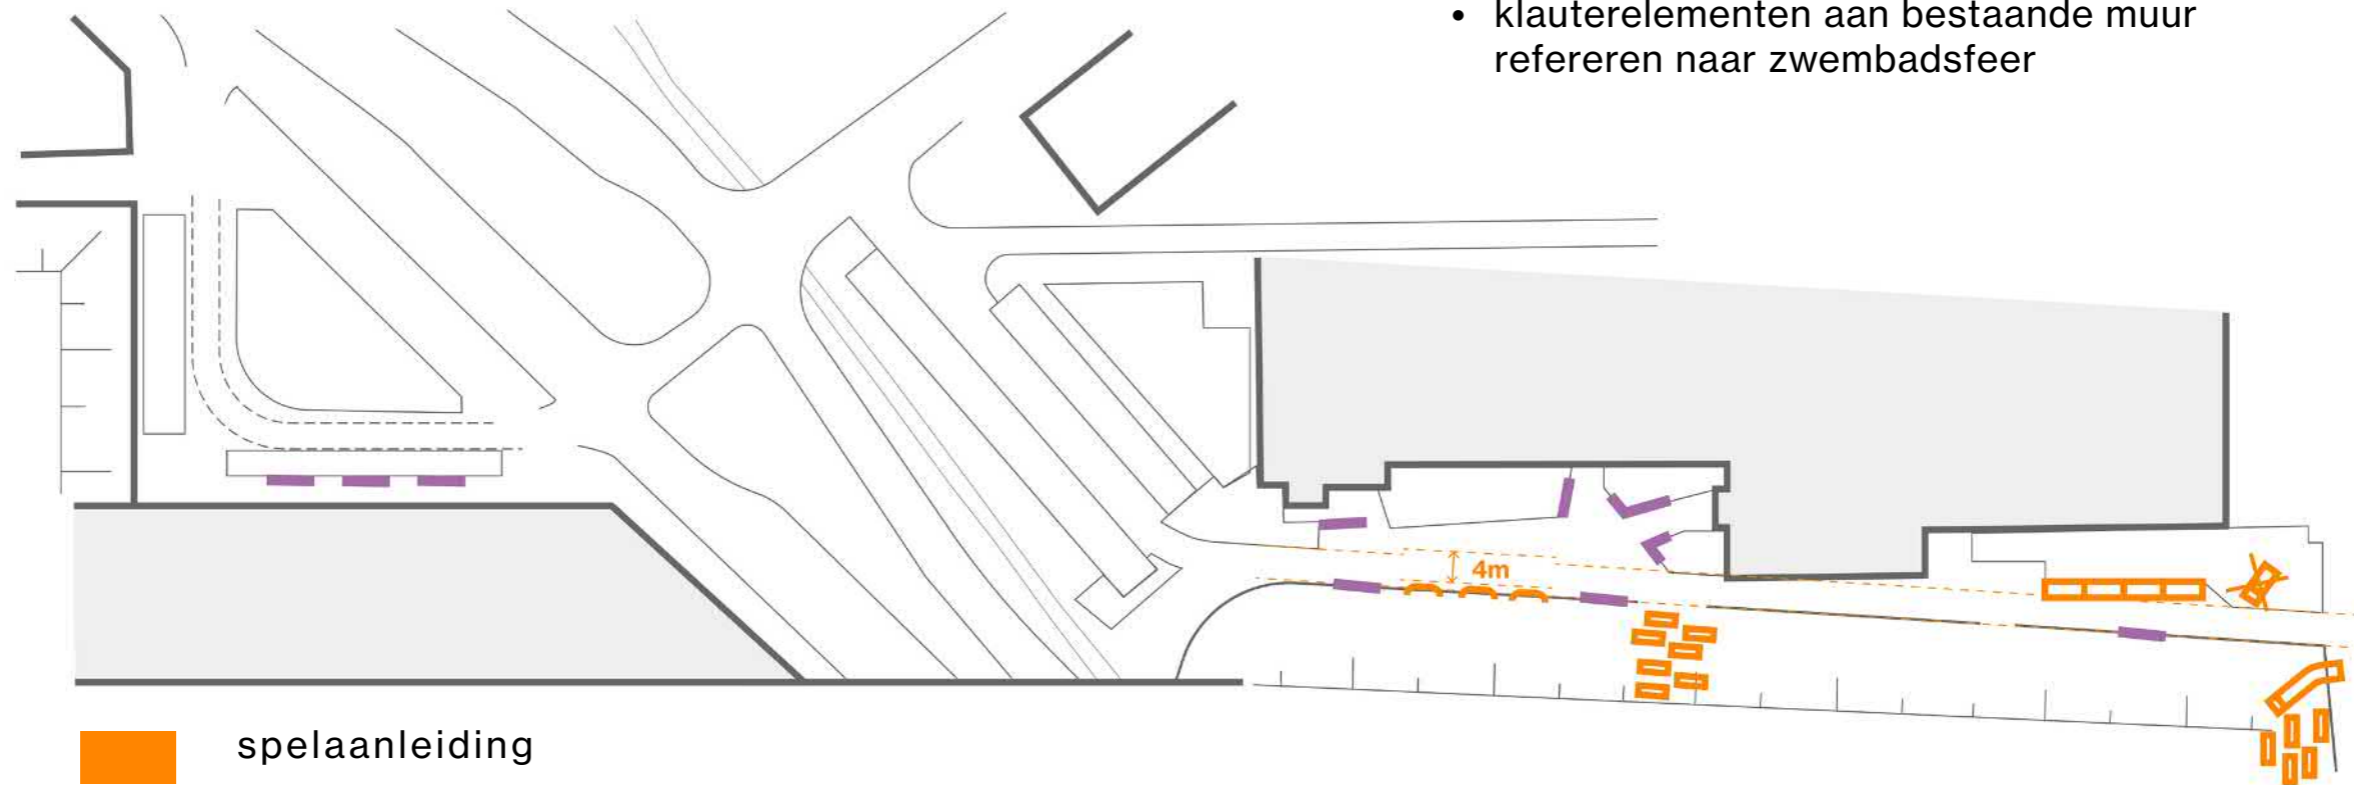 • klauterelementen aan bestaande muur
refereren naar zwembadsfeer
4m
spelaanleiding